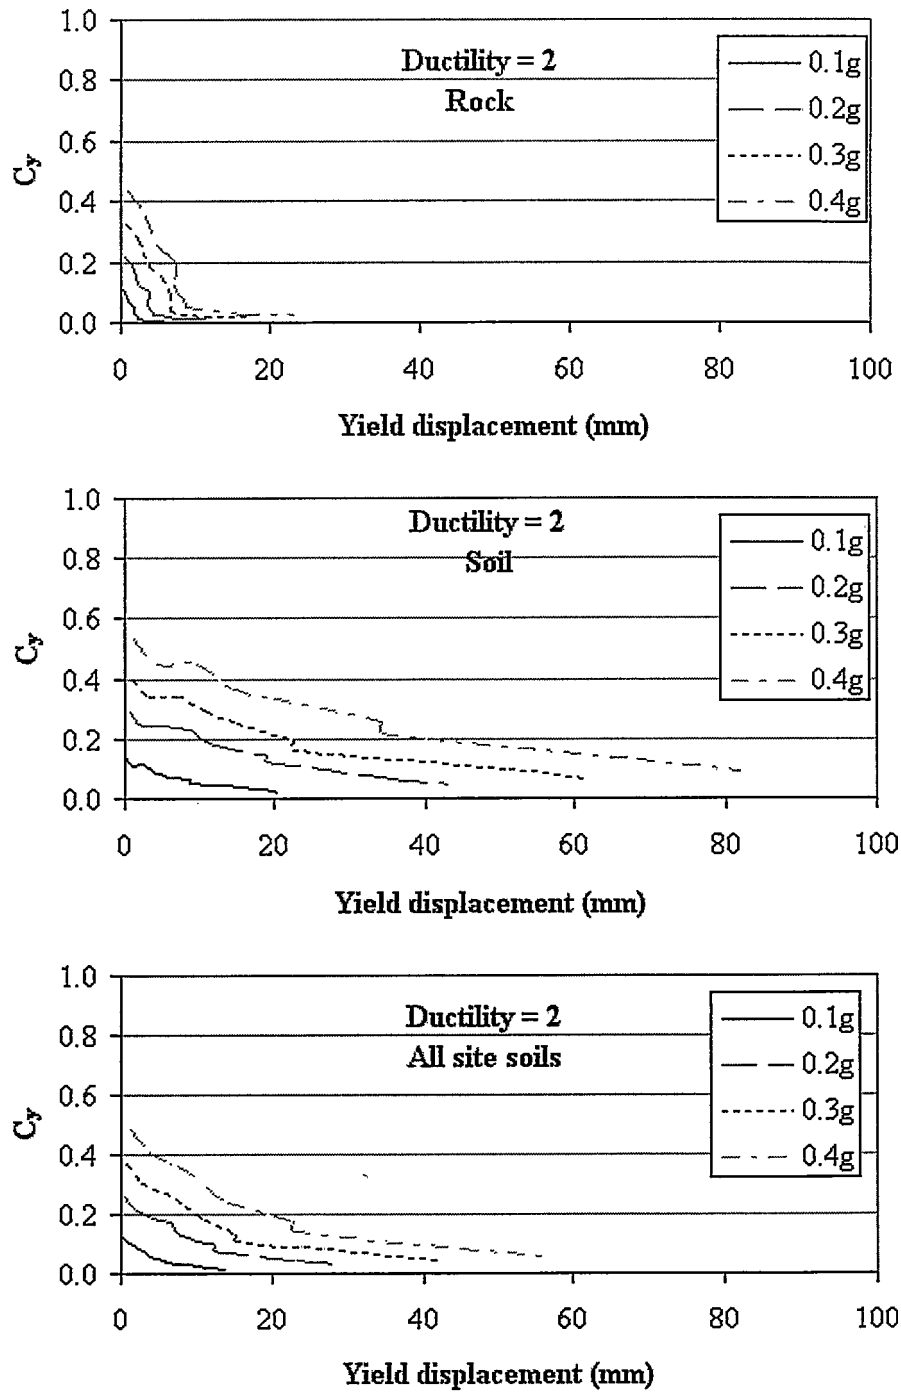 1.0
0.8
0.6
0.4
0.2
0.0
Cy
Ductility = 2
Rock
0.1g
0.2g
0.3g
0.4g
0 20 40 60 80 100
Yield displacement (mm)
1.0
0.8
0.6
0.4
0.2
0.0
Cy
Ductility = 2
Soil
0.1g
0.2g
0.3g
0.4g
0 20 40 60 80 100
Yield displacement (mm)
1.0
0.8
0.6
0.4
0.2
0.0
Cy
Ductility = 2
All site soils
0.1g
0.2g
0.3g
0.4g
0 20 40 60 80 100
Yield displacement (mm)